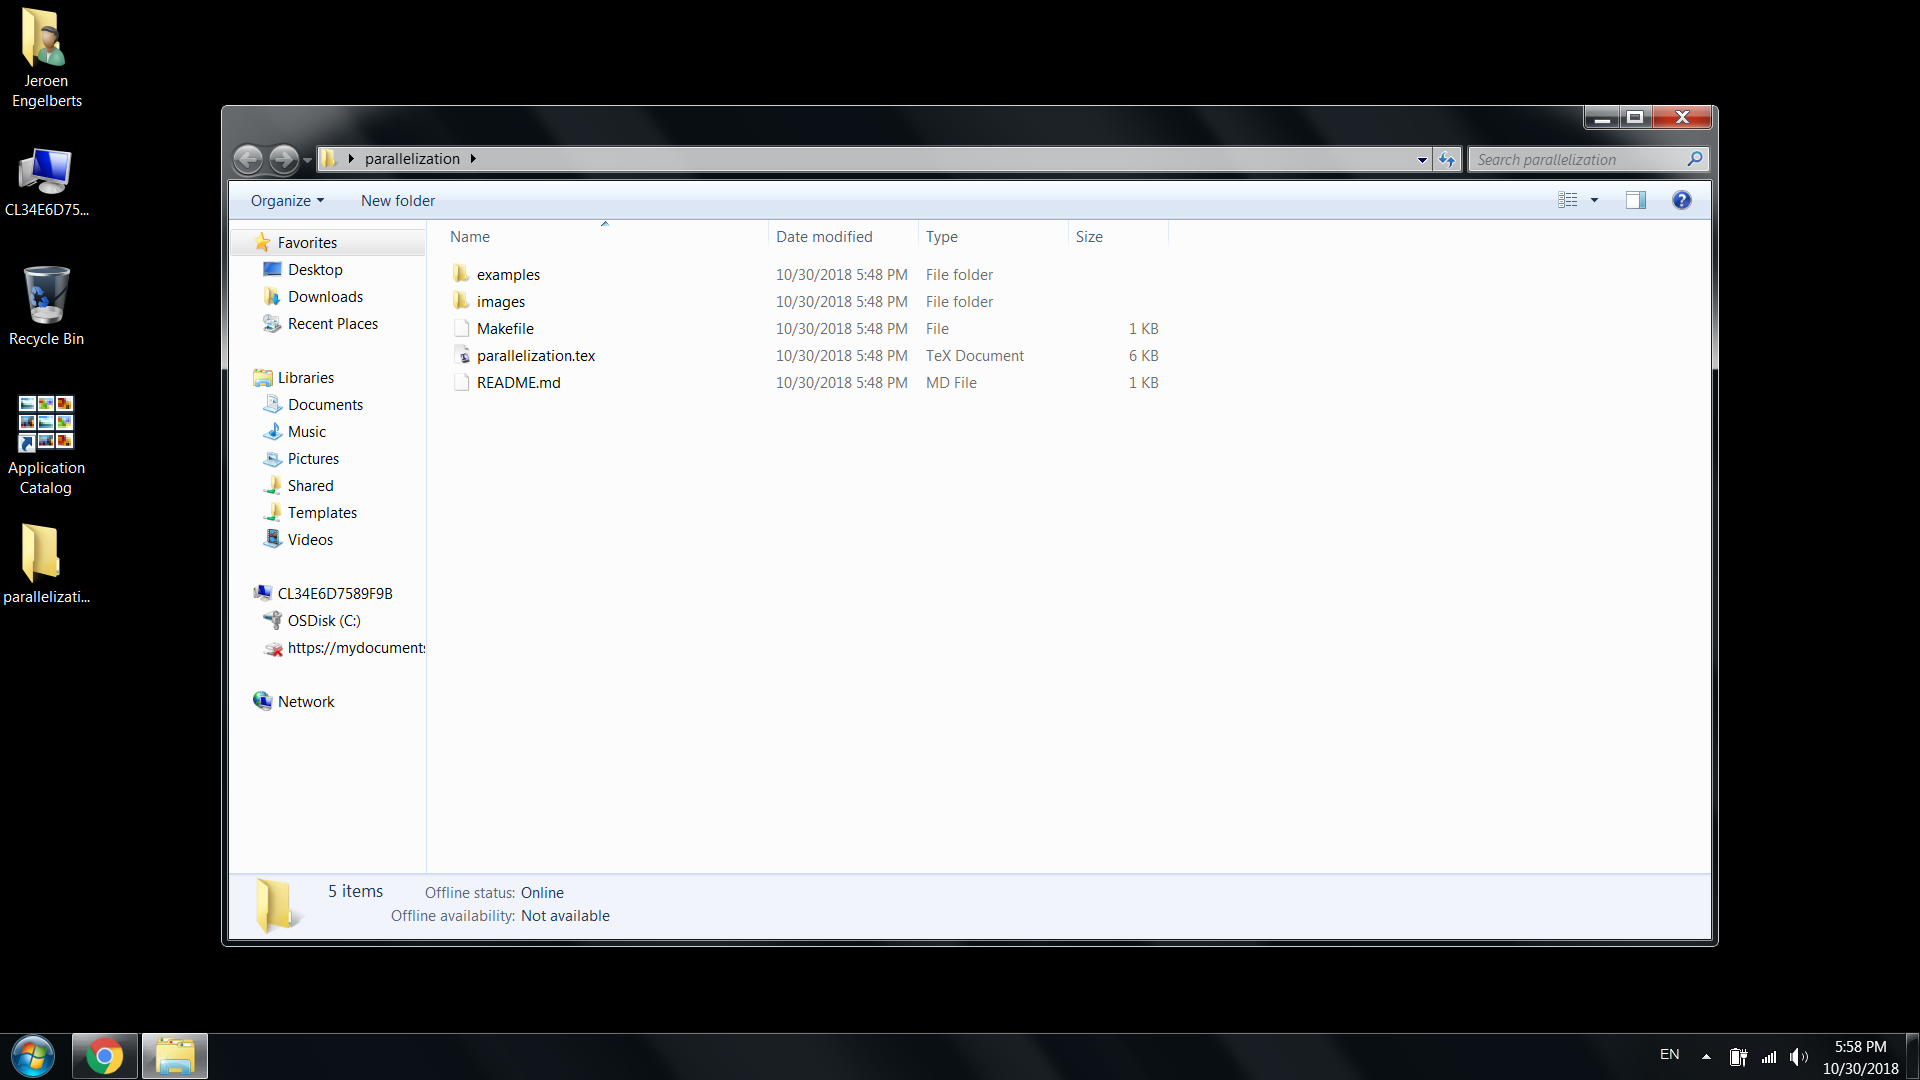 Jeroen
Engelberts
CL34E6D75...
Recycle Bin
Application
Catalog
parallelizati...
parallelization
Search parallelization
Organize
New folder
Name
Date modified
Type
Size
Favorites
Desktop
Downloads
Recent Places
Libraries
Documents
Music
Pictures
Shared
Templates
Videos
CL34E6D7589F9B
OSDisk (C:)
https://mydocuments
Network
examples 10/30/2018 5:48 PM File folder
images 10/30/2018 5:48 PM File folder
Makefile 10/30/2018 5:48 PM File 1 KB
parallelization.tex 10/30/2018 5:48 PM TeX Document 6 KB
README.md 10/30/2018 5:48 PM MD File 1 KB
5 items Offline status: Online
Offline availability: Not available
EN
5:58 PM
10/30/2018